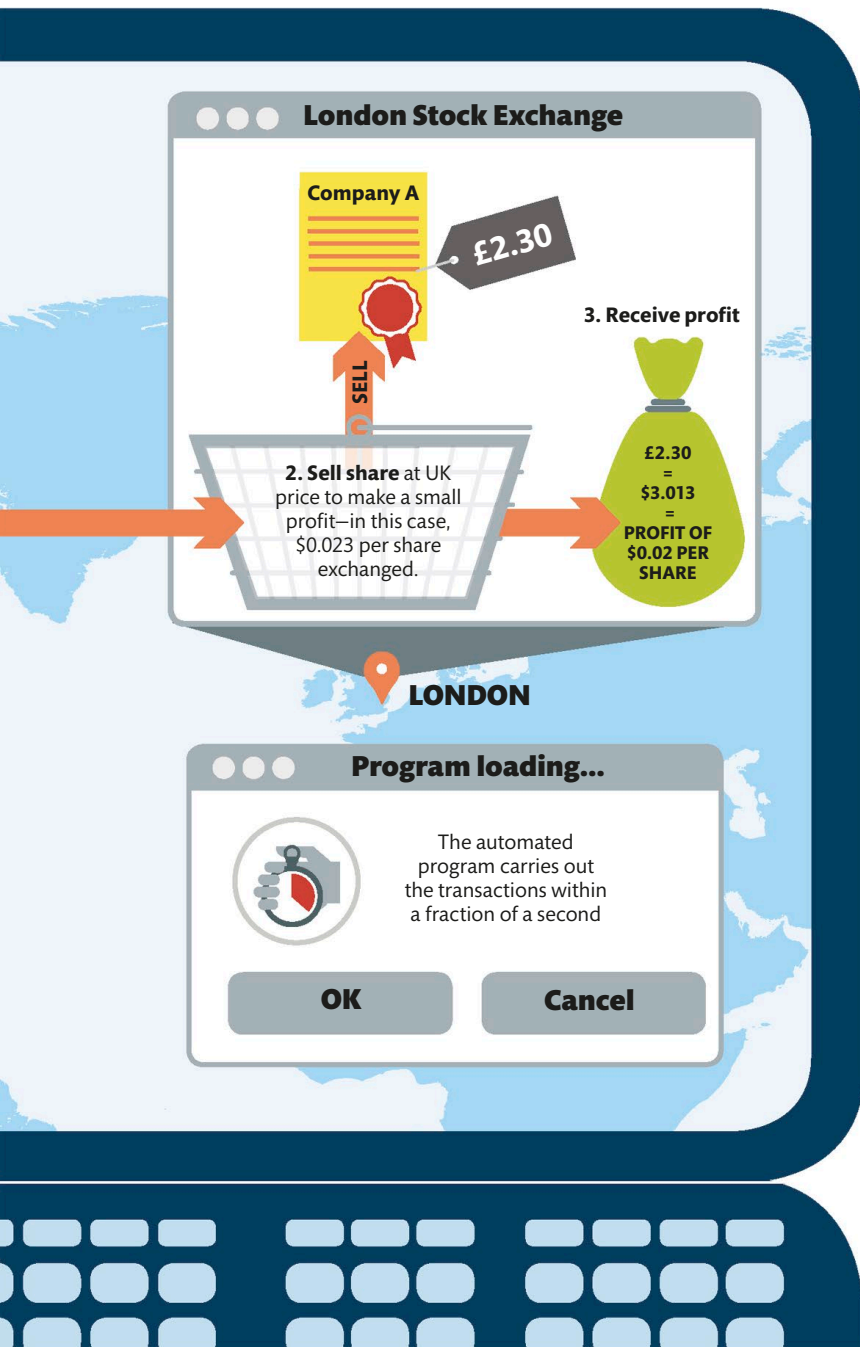 London Stock Exchange
Company A
£2.30
SELL
2. Sell share at UK
price to make a small
profit—in this case,
$0.023 per share
exchanged.
3. Receive profit
£2.30
=
$3.013
=
PROFIT OF
$0.02 PER
SHARE
LONDON
Program loading...
The automated
program carries out
the transactions within
a fraction of a second
OK
Cancel